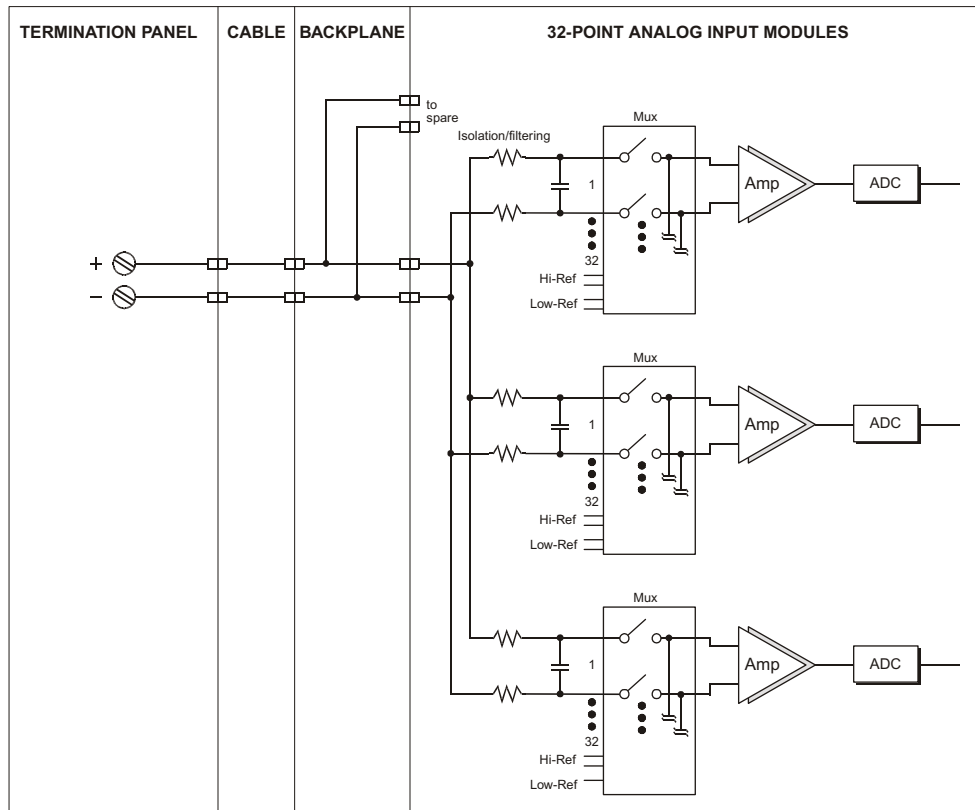 TERMINATION PANEL
CABLE
BACKPLANE
32-POINT ANALOG INPUT MODULES
to
spare
Isolation/filtering
Mux
1
32
Hi-Ref
Low-Ref
Amp
ADC
+
−
Mux
1
32
Hi-Ref
Low-Ref
Amp
ADC
Mux
1
32
Hi-Ref
Low-Ref
Amp
ADC